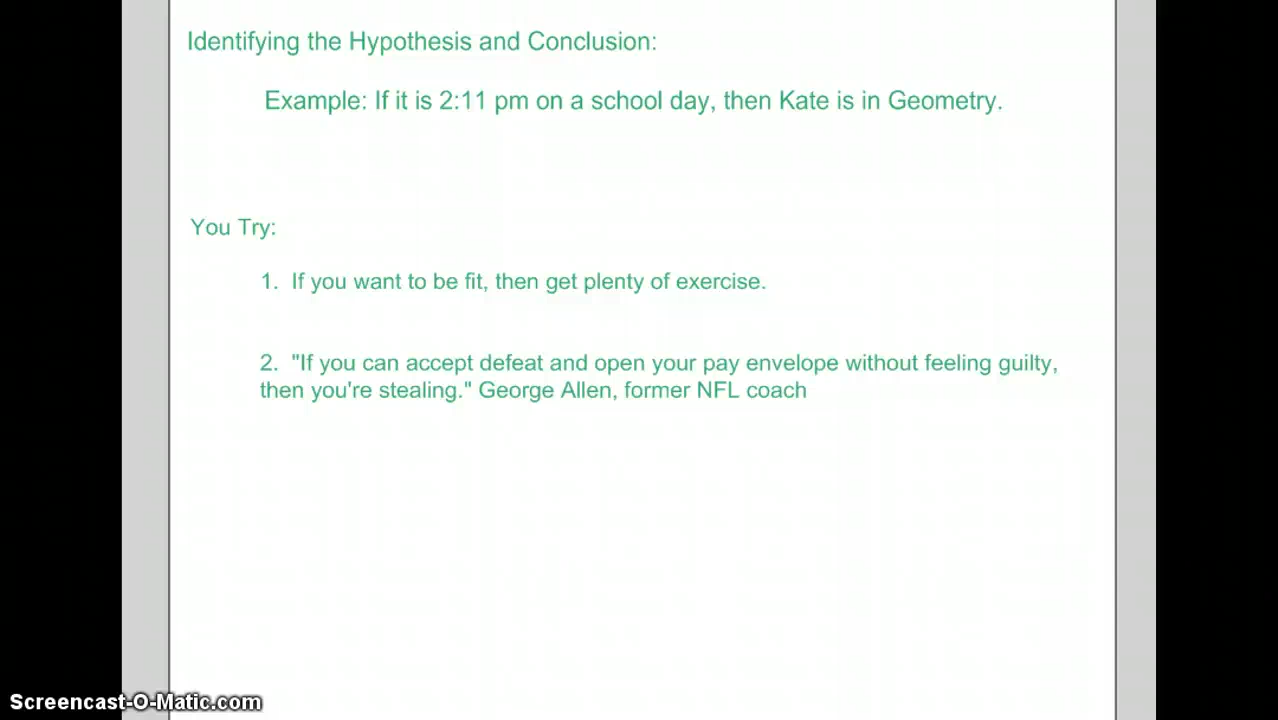 Identifying the Hypothesis and Conclusion:
Example: If it is 2:11 pm on a school day, then Kate is in Geometry.
You Try:
1. If you want to be fit, then get plenty of exercise.
2. "If you can accept defeat and open your pay envelope without feeling guilty,
then you're stealing." George Allen, former NFL coach
Screencast-O-Matic.com